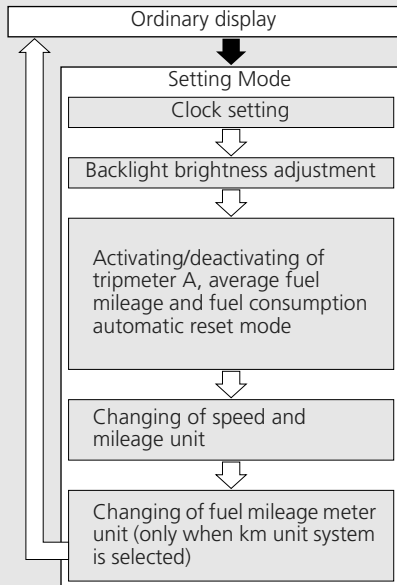 Ordinary display
Setting Mode
Clock setting
Backlight brightness adjustment
Activating/deactivating of
tripmeter A, average fuel
mileage and fuel consumption
automatic reset mode
Changing of speed and
mileage unit
Changing of fuel mileage meter
unit (only when km unit system
is selected)